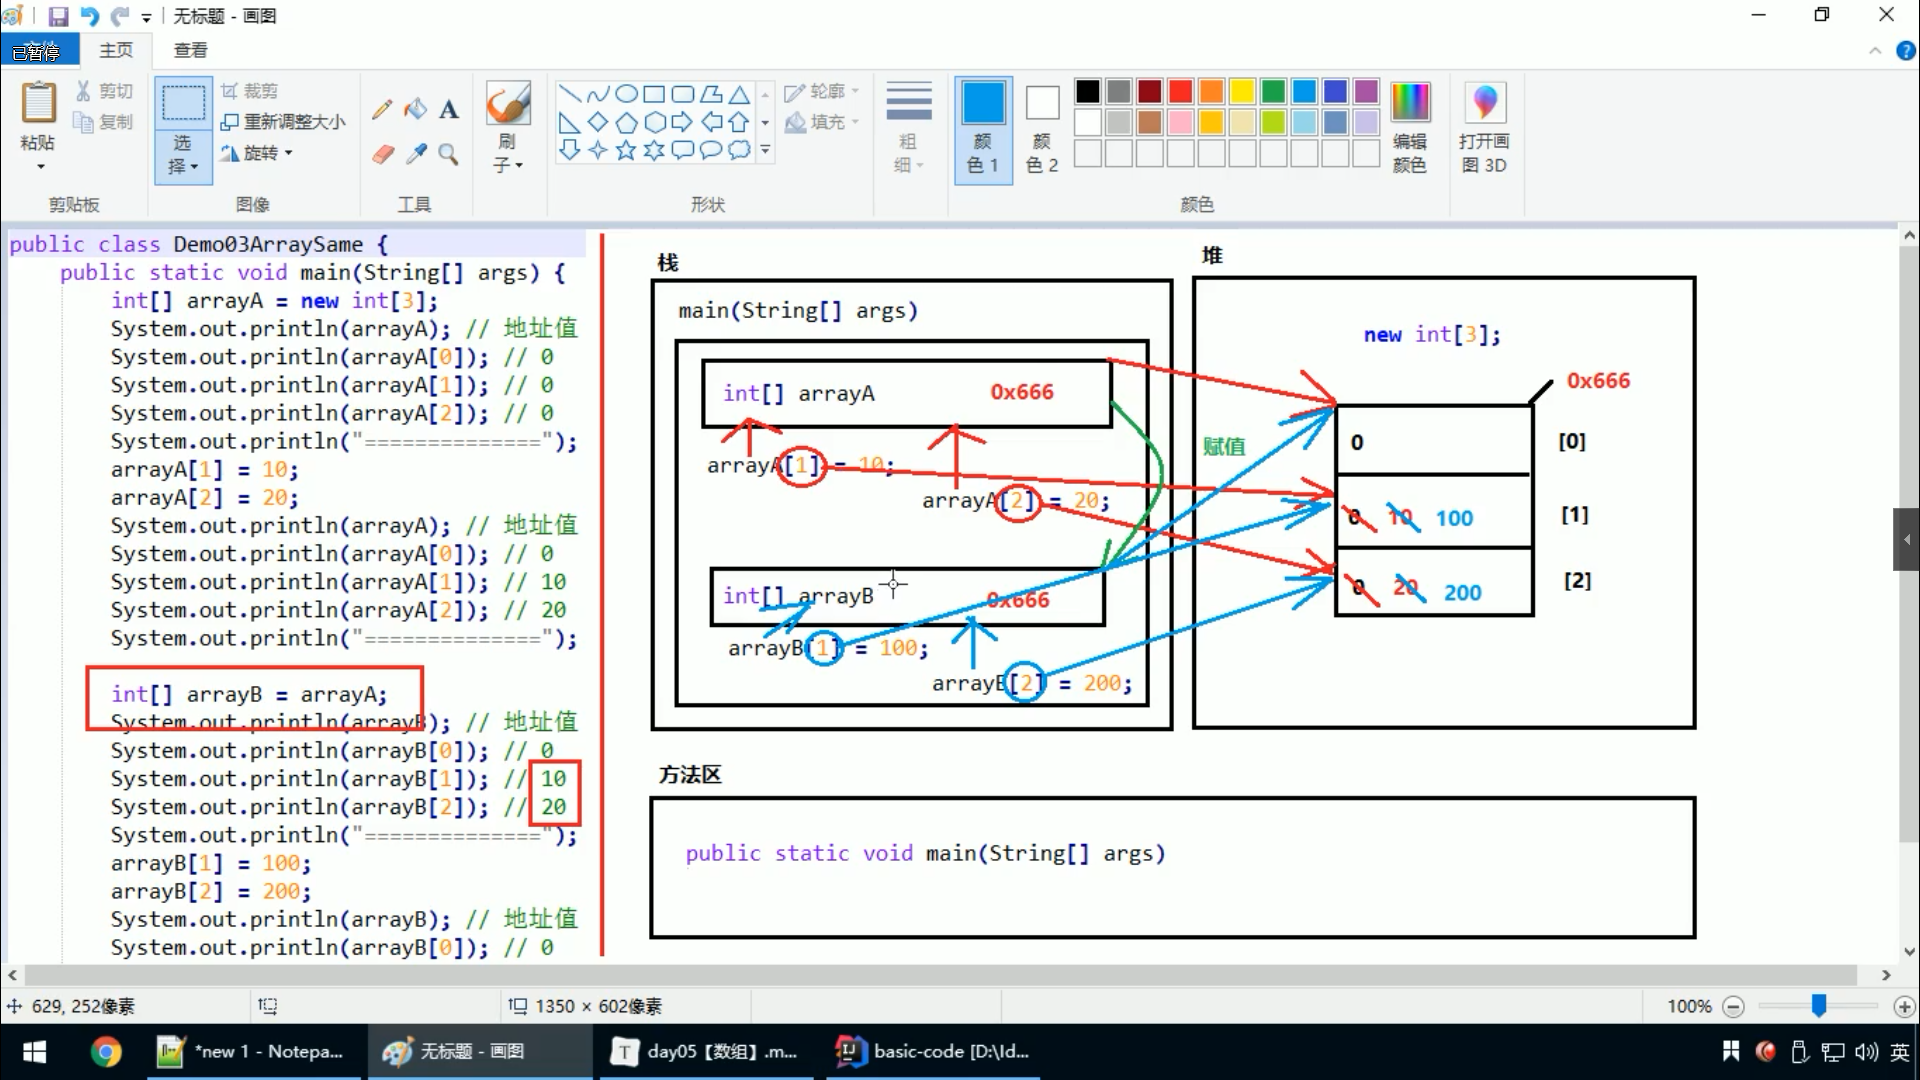 无标题 - 画图
已暂停
主页
查看
粘贴
剪切
复制
剪贴板
选择
裁剪
重新调整大小
旋转
图像
A
工具
刷子
轮廓
填充
形状
粗细
颜色 1
颜色 2
编辑颜色
颜色
打开画图 3D
public class Demo03ArraySame {
public static void main(String[] args) {
int[] arrayA = new int[3];
System.out.println(arrayA); // 地址值
System.out.println(arrayA[0]); // 0
System.out.println(arrayA[1]); // 0
System.out.println(arrayA[2]); // 0
System.out.println("==============");
arrayA[1] = 10;
arrayA[2] = 20;
System.out.println(arrayA); // 地址值
System.out.println(arrayA[0]); // 0
System.out.println(arrayA[1]); // 10
System.out.println(arrayA[2]); // 20
System.out.println("==============");
int[] arrayB = arrayA;
System.out.println(arrayB); // 地址值
System.out.println(arrayB[0]); // 0
System.out.println(arrayB[1]); // 10
System.out.println(arrayB[2]); // 20
System.out.println("==============");
arrayB[1] = 100;
arrayB[2] = 200;
System.out.println(arrayB); // 地址值
System.out.println(arrayB[0]); // 0
栈
main(String[] args)
int[] arrayA 0x666
arrayA[1] = 10;
arrayA[2] = 20;
int[] arrayB 0x666
arrayB[1] = 100;
arrayB[2] = 200;
赋值
堆
new int[3];
0x666
0 [0]
0 10 100 [1]
0 20 200 [2]
方法区
public static void main(String[] args)
629, 252像素
1350 × 602像素
100%
*new 1 - Notepa...
无标题 - 画图
day05【数组】.m...
basic-code [D:\Id...
英